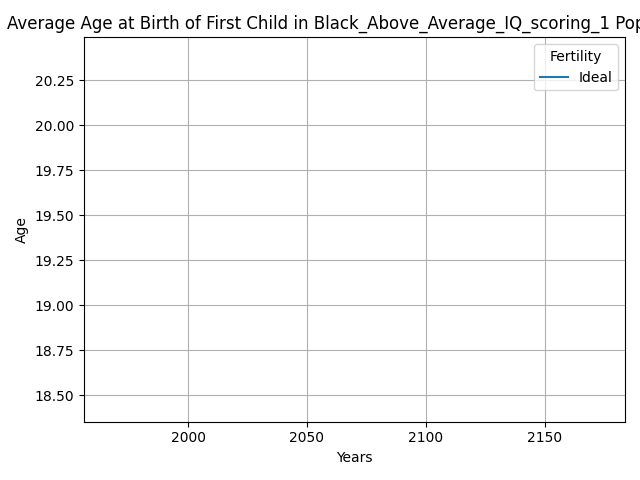 Average Age at Birth of First Child in Black_Above_Average_IQ_scoring_1 Pop
Fertility
Ideal
20.25
20.00
19.75
19.50
19.25
19.00
18.75
18.50
Age
2000 2050 2100 2150
Years